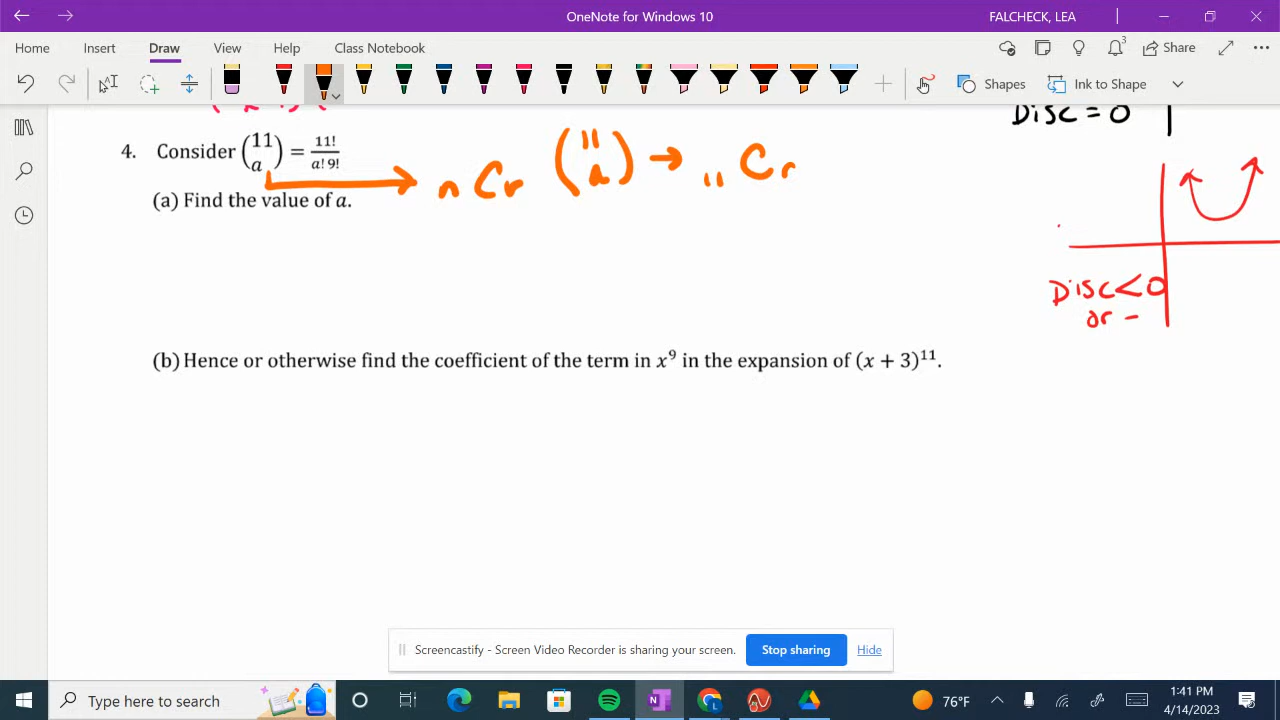 OneNote for Windows 10
FALCHECK, LEA
Home Insert Draw View Help Class Notebook
3
Share
Shapes Ink to Shape
Disc = 0
4. Consider (11 a) = 11!/a! 9!
n C r (11 a) → 11 C r
(a) Find the value of a.
Disc < 0
or -
(b) Hence or otherwise find the coefficient of the term in x⁹ in the expansion of (x + 3)¹¹.
Screencastify - Screen Video Recorder is sharing your screen. Stop sharing Hide
Type here to search
76°F
1:41 PM
4/14/2023